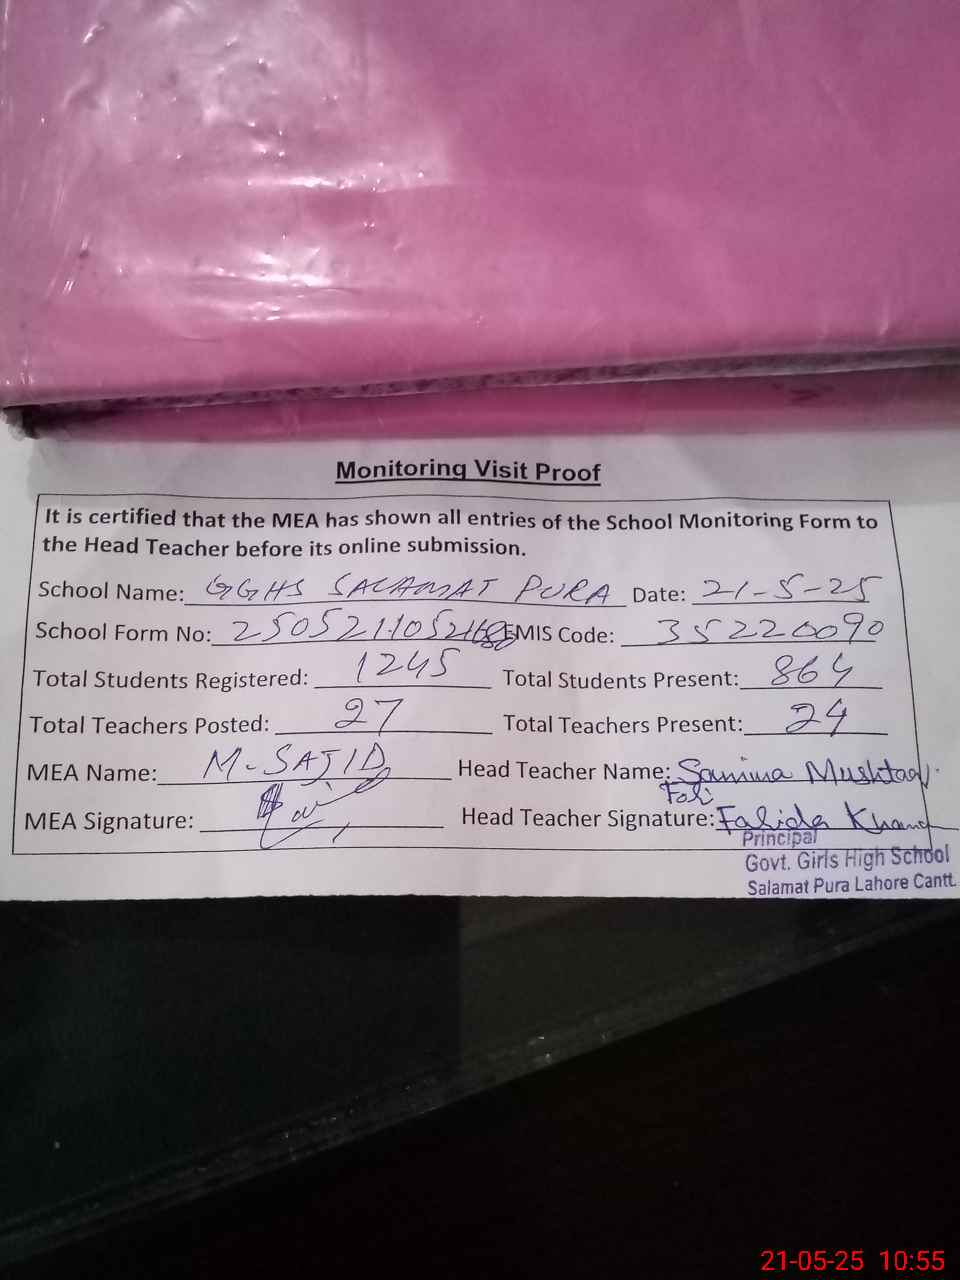 Monitoring Visit Proof
It is certified that the MEA has shown all entries of the School Monitoring Form to
the Head Teacher before its online submission.
School Name: GGHS SALAMAT PURA Date: 21-5-25
School Form No: EMIS Code: 35220090
Total Students Registered: 1245 Total Students Present: 864
Total Teachers Posted: 27 Total Teachers Present: 24
MEA Name: M-SAJID Head Teacher Name: Samina Mushtaq
MEA Signature: Head Teacher Signature: Falida
Principal
Govt. Girls High School
Salamat Pura Lahore Cantt.
21-05-25 10:55